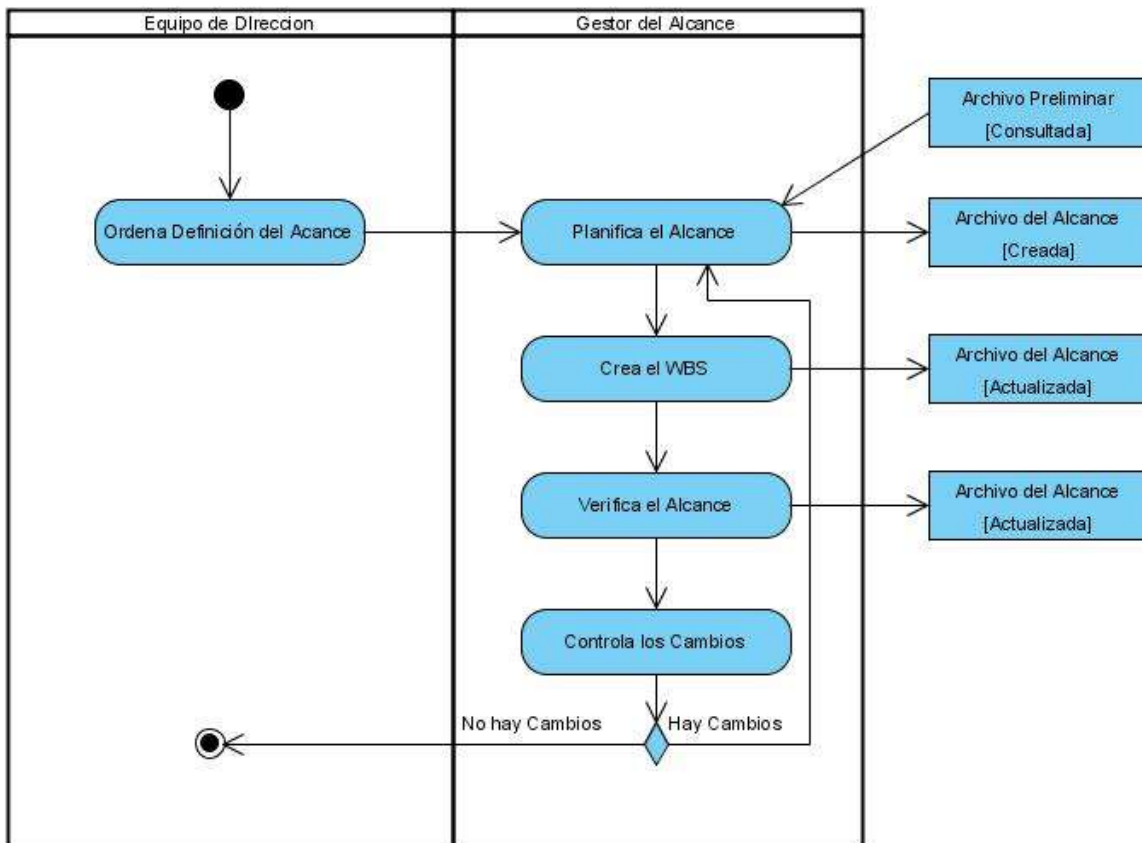 Equipo de DIreccion
Gestor del Alcance
Archivo Preliminar
[Consultada]
Ordena Definición del Acance
Planifica el Alcance
Archivo del Alcance
[Creada]
Crea el WBS
Archivo del Alcance
[Actualizada]
Verifica el Alcance
Archivo del Alcance
[Actualizada]
Controla los Cambios
No hay Cambios
Hay Cambios